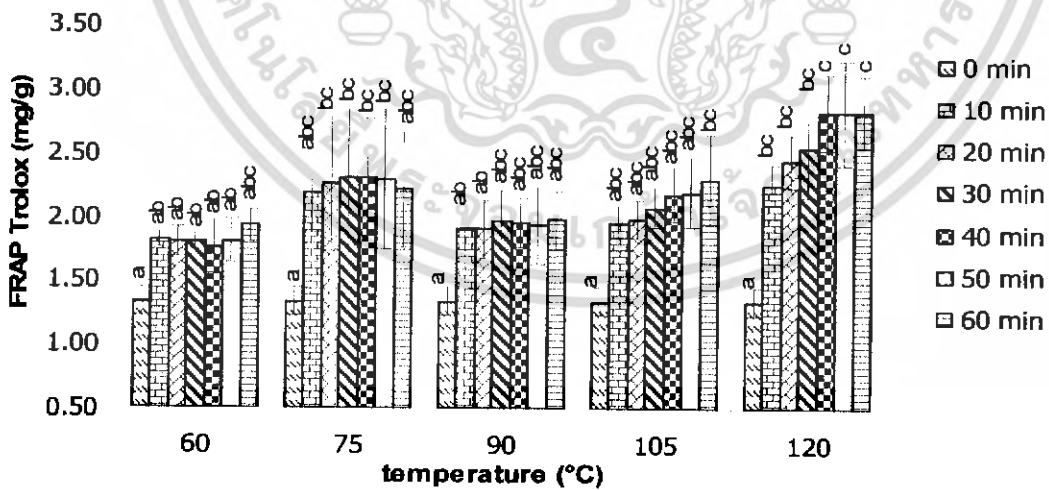 FRAP Trolox (mg/g)
3.50
3.00
2.50
2.00
1.50
1.00
0.50
a ab ab ab ab ab abc
a abc bc bc bc bc abc
a ab ab abc abc abc abc
a abc abc abc abc abc bc
a bc bc bc c c c
60 75 90 105 120
temperature (°C)
0 min
10 min
20 min
30 min
40 min
50 min
60 min